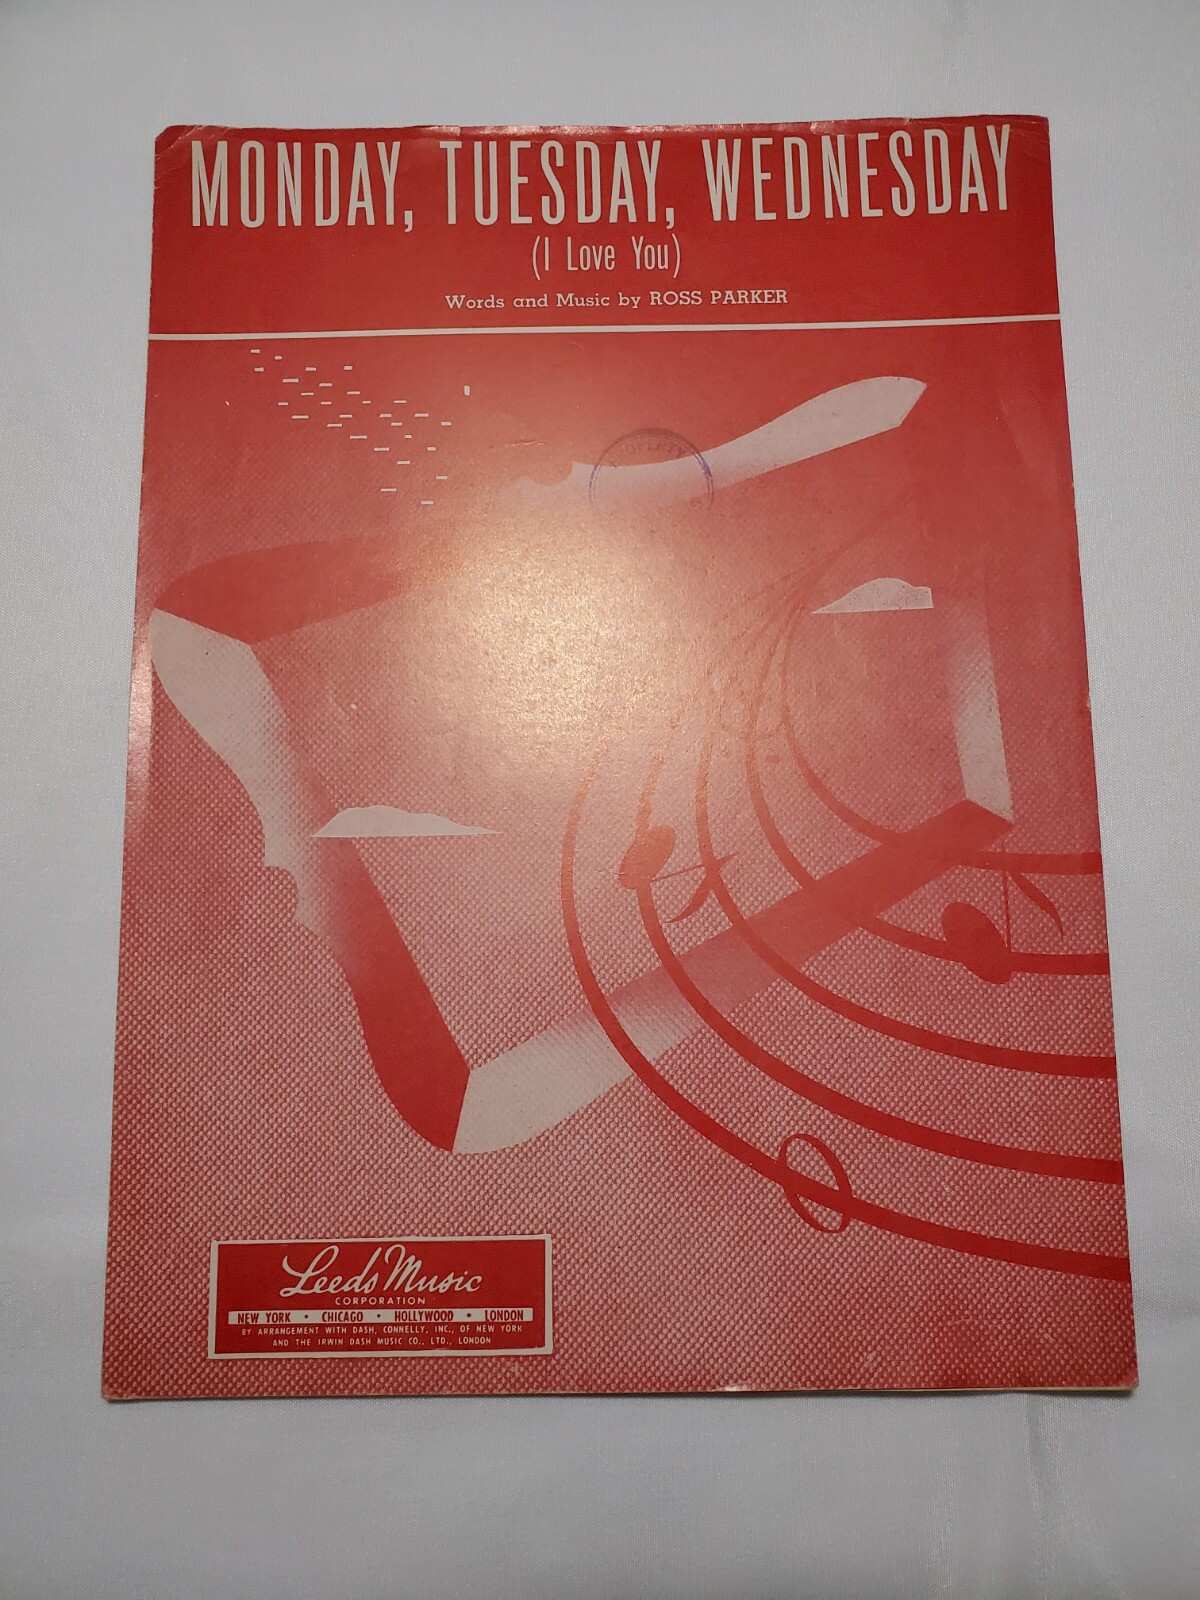 MONDAY, TUESDAY, WEDNESDAY
(I Love You)
Words and Music by ROSS PARKER
PROPERTY
Leeds Music
CORPORATION
NEW YORK • CHICAGO • HOLLYWOOD • LONDON
BY ARRANGEMENT WITH DASH, CONNELLY, INC., OF NEW YORK
AND THE IRWIN DASH MUSIC CO., LTD., LONDON